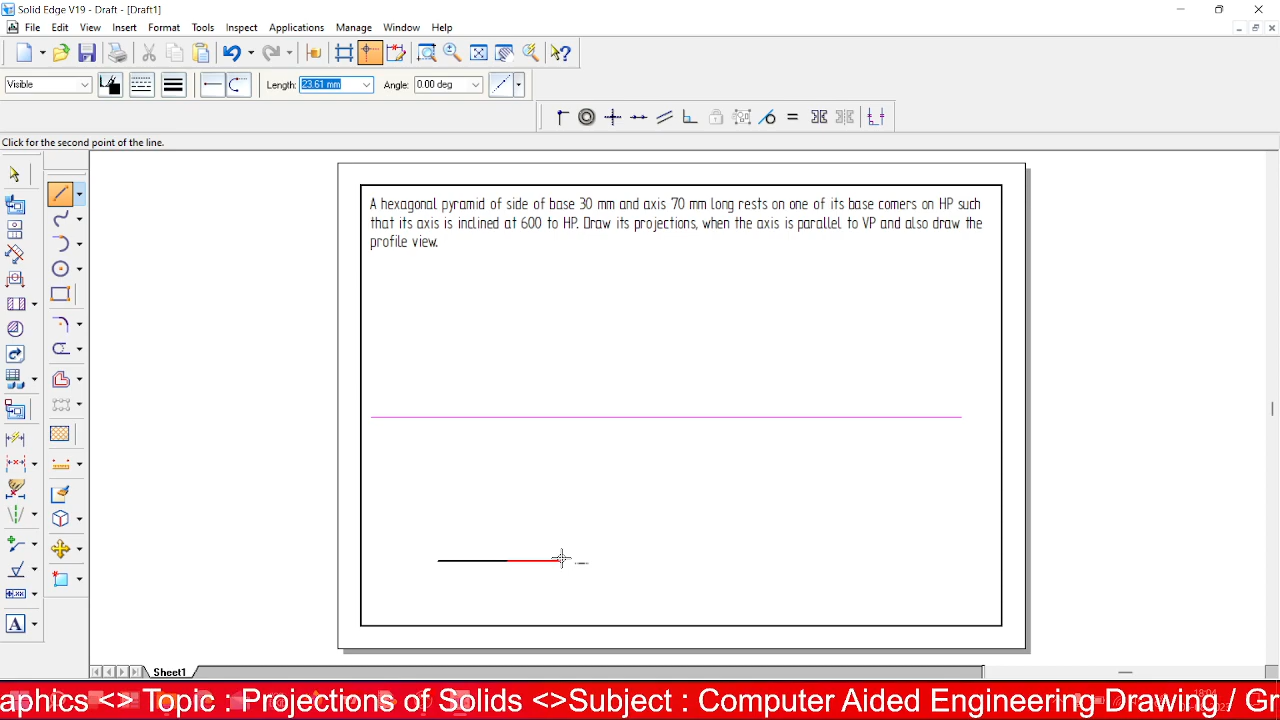 Solid Edge V19 - Draft - [Draft1]
File Edit View Insert Format Tools Inspect Applications Manage Window Help
Visible Length: 23.61 mm Angle: 0.00 deg
Click for the second point of the line.
A hexagonal pyramid of side of base 30 mm and axis 70 mm long rests on one of its base corners on HP such
that its axis is inclined at 600 to HP. Draw its projections, when the axis is parallel to VP and also draw the
profile view.
Sheet1
aphics <> Topic : Projections of Solids <>Subject : Computer Aided Engineering Drawing / Gr